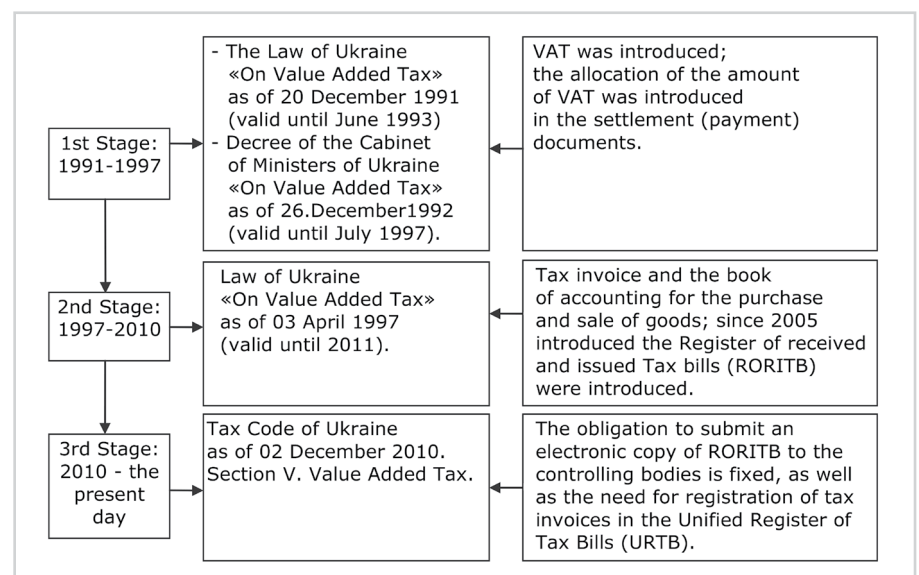 1st Stage:
1991-1997
- The Law of Ukraine
«On Value Added Tax»
as of 20 December 1991
(valid until June 1993)
- Decree of the Cabinet
of Ministers of Ukraine
«On Value Added Tax»
as of 26.December1992
(valid until July 1997).
VAT was introduced;
the allocation of the amount
of VAT was introduced
in the settlement (payment)
documents.
2nd Stage:
1997-2010
Law of Ukraine
«On Value Added Tax»
as of 03 April 1997
(valid until 2011).
Tax invoice and the book
of accounting for the purchase
and sale of goods; since 2005
introduced the Register of received
and issued Tax bills (RORITB)
were introduced.
3rd Stage:
2010 - the
present
day
Tax Code of Ukraine
as of 02 December 2010.
Section V. Value Added Tax.
The obligation to submit an
electronic copy of RORITB to the
controlling bodies is fixed, as well
as the need for registration of tax
invoices in the Unified Register of
Tax Bills (URTB).